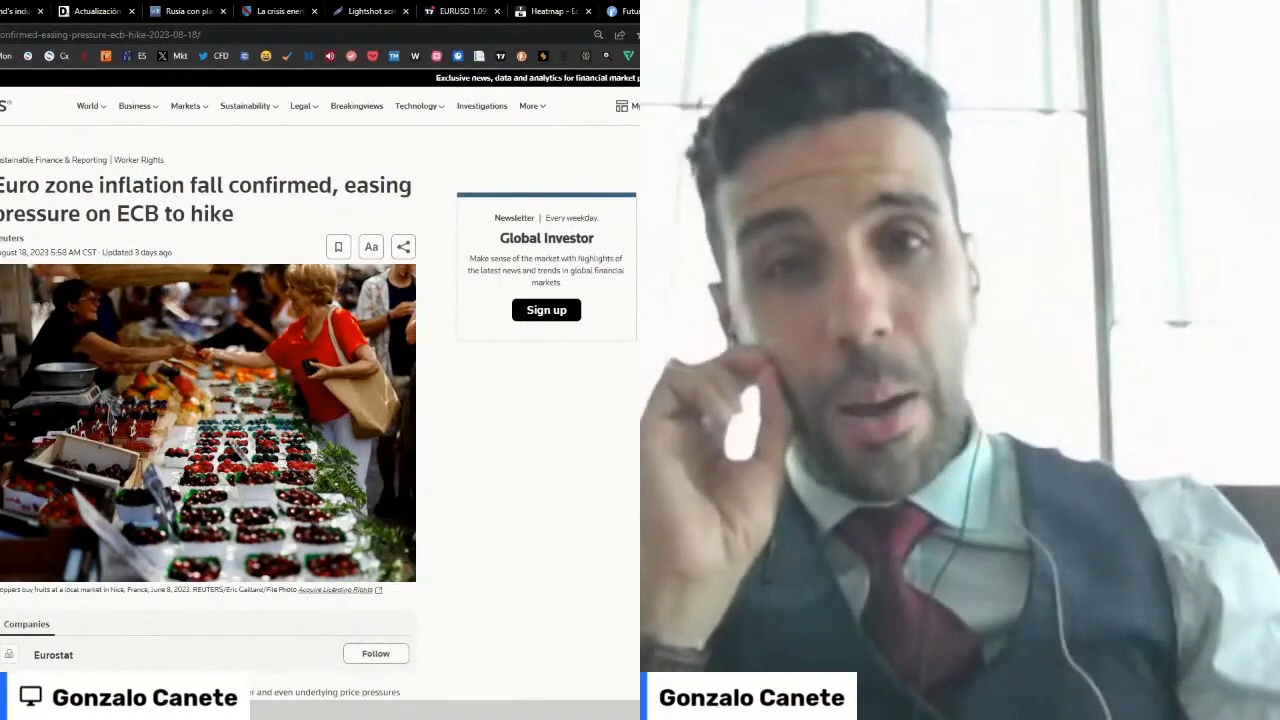 Actualización
Rusia con pla
La crisis ener
Lightshot scr
EURUSD 1.09
Heatmap - Ec
Futur
onfirmed-easing-pressure-ecb-hike-2023-08-18/
ES
Mkt
CFD
Exclusive news, data and analytics for financial market p
World
Business
Markets
Sustainability
Legal
Breakingviews
Technology
Investigations
More
My
stainable Finance & Reporting | Worker Rights
Euro zone inflation fall confirmed, easing
pressure on ECB to hike
euters
ugust 18, 2023 5:58 AM CST · Updated 3 days ago
Aa
Newsletter | Every weekday.
Global Investor
Make sense of the market with highlights of
the latest news and trends in global financial
markets.
Sign up
oppers buy fruits at a local market in Nice, France, June 8, 2023. REUTERS/Eric Gaillard/File Photo Acquire Licensing Rights
Companies
Eurostat
Follow
r and even underlying price pressures
Gonzalo Canete
Gonzalo Canete